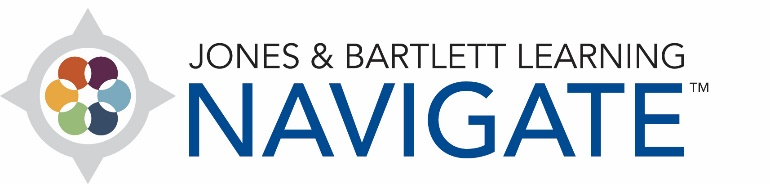 JONES & BARTLETT LEARNING
NAVIGATE™